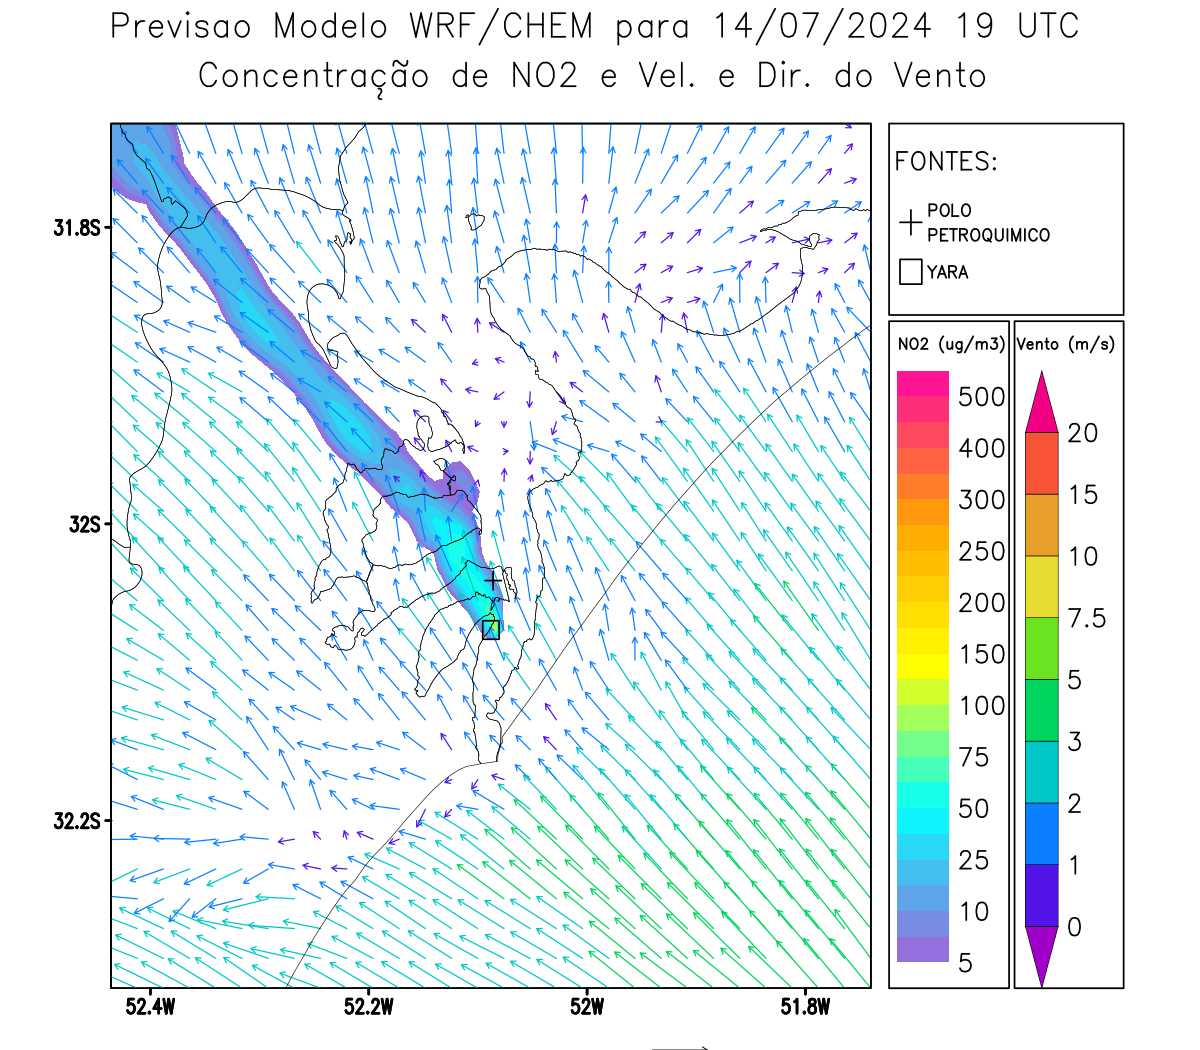 Previsao Modelo WRF/CHEM para 14/07/2024 19 UTC
Concentração de NO2 e Vel. e Dir. do Vento
FONTES:
POLO
PETROQUIMICO
YARA
NO2 (ug/m3)
500
400
300
250
200
150
100
75
50
25
10
5
Vento (m/s)
20
15
10
7.5
5
3
2
1
0
31.8S
32S
32.2S
52.4W
52.2W
52W
51.8W